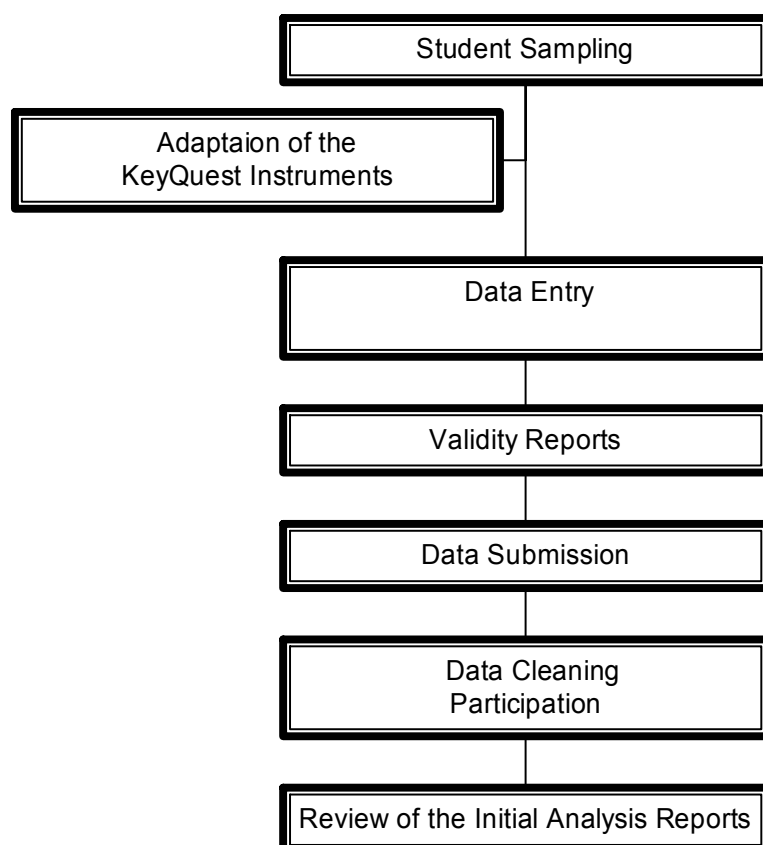 Student Sampling
Adaptaion of the
KeyQuest Instruments
Data Entry
Validity Reports
Data Submission
Data Cleaning
Participation
Review of the Initial Analysis Reports